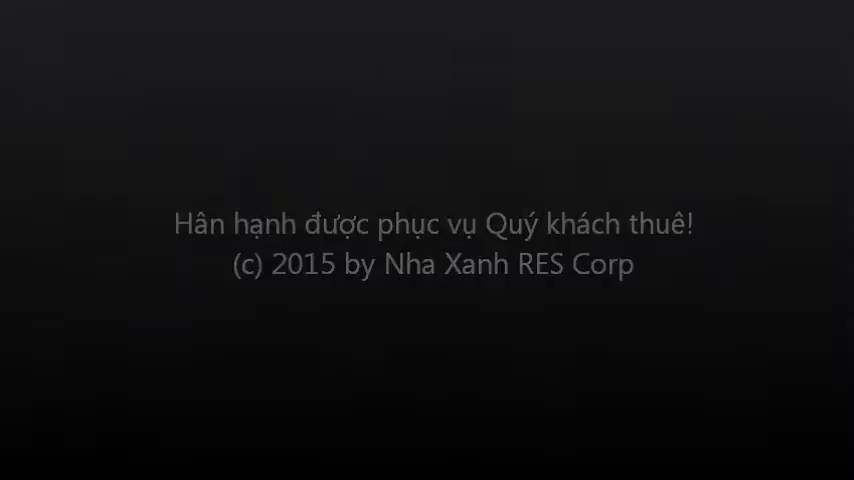 Hân hạnh được phục vụ Quý khách thuê!
(c) 2015 by Nha Xanh RES Corp